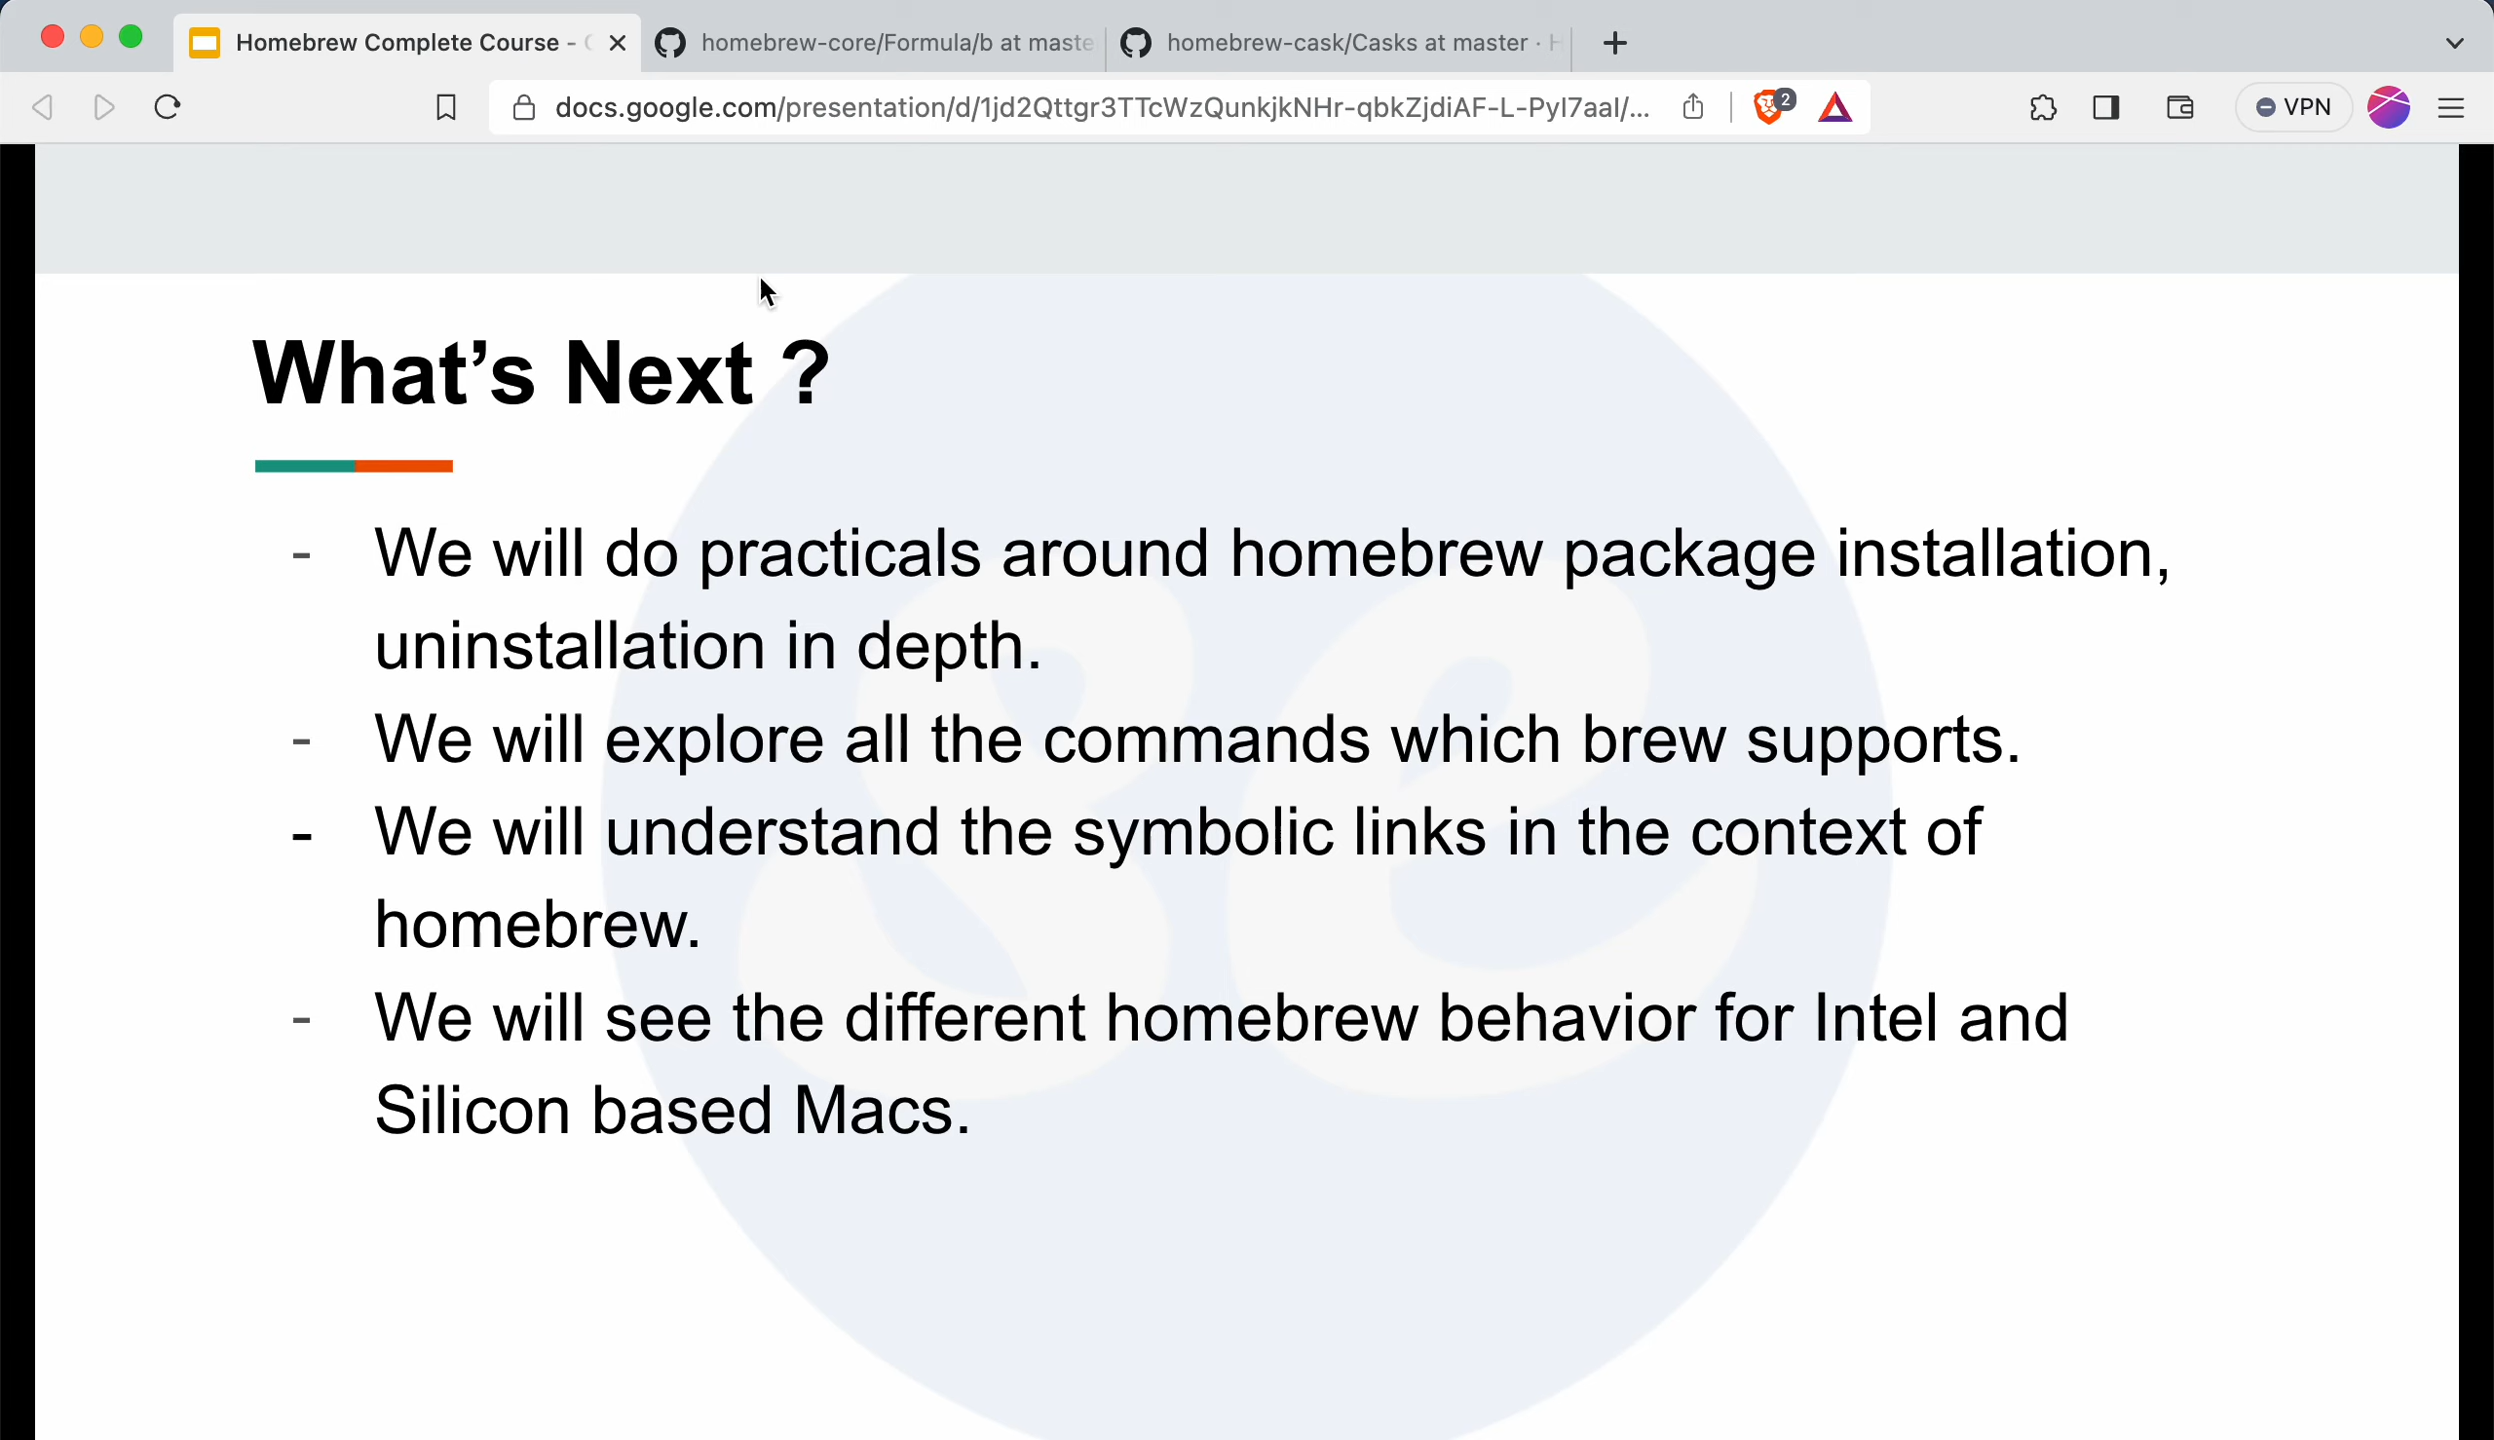 Homebrew Complete Course -
homebrew-core/Formula/b at maste
homebrew-cask/Casks at master ·
docs.google.com/presentation/d/1jd2Qttgr3TTcWzQunkjkNHr-qbkZjdiAF-L-PyI7aaI/...
2
VPN
What’s Next ?
- We will do practicals around homebrew package installation,
uninstallation in depth.
- We will explore all the commands which brew supports.
- We will understand the symbolic links in the context of
homebrew.
- We will see the different homebrew behavior for Intel and
Silicon based Macs.